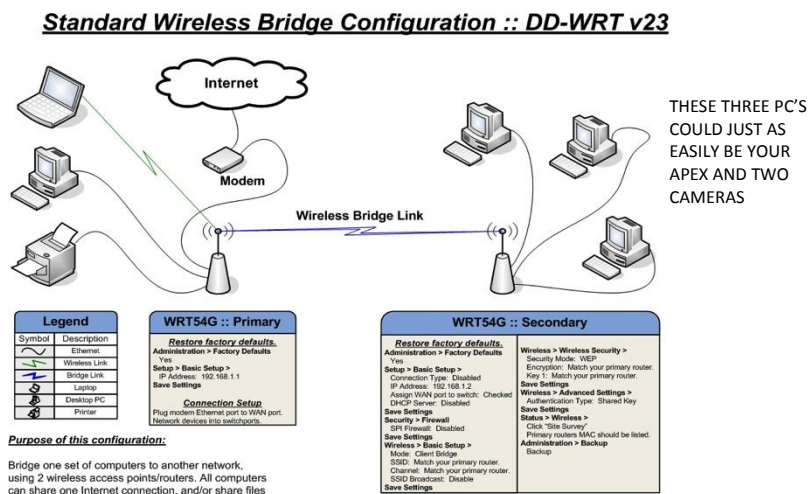 Standard Wireless Bridge Configuration :: DD-WRT v23
Internet
Modem
Wireless Bridge Link
THESE THREE PC'S
COULD JUST AS
EASILY BE YOUR
APEX AND TWO
CAMERAS
Legend
Symbol Description
Ethernet
Wireless Link
Bridge Link
Laptop
Desktop PC
Printer
WRT54G :: Primary
Restore factory defaults.
Administration > Factory Defaults
Yes
Setup > Basic Setup >
IP Address: 192.168.1.1
Save Settings
Connection Setup
Plug modem Ethernet port to WAN port.
Network devices into switchports.
WRT54G :: Secondary
Restore factory defaults.
Administration > Factory Defaults
Yes
Setup > Basic Setup >
Connection Type: Disabled
IP Address: 192.168.1.2
Assign WAN port to switch: Checked
DHCP Server: Disabled
Save Settings
Security > Firewall
SPI Firewall: Disabled
Save Settings
Wireless > Basic Setup >
Mode: Client Bridge
SSID: Match your primary router.
Channel: Match your primary router.
SSID Broadcast: Disable
Save Settings
Wireless > Wireless Security >
Security Mode: WEP
Encryption: Match your primary router.
Key 1: Match your primary router.
Save Settings
Wireless > Advanced Settings >
Authentication Type: Shared Key
Save Settings
Status > Wireless >
Click "Site Survey"
Primary routers MAC should be listed.
Administration > Backup
Backup
Purpose of this configuration:
Bridge one set of computers to another network,
using 2 wireless access points/routers. All computers
can share one Internet connection, and/or share files